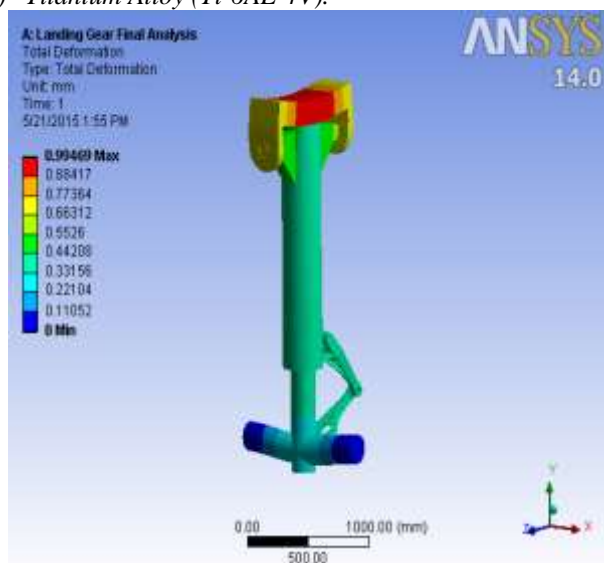 ) Titanium Alloy (Ti-6AL-4V).
A: Landing Gear Final Analysis
Total Deformation
Type: Total Deformation
Unit: mm
Time: 1
5/21/2015 1:55 PM
ANSYS
14.0
0.99469 Max
0.88417
0.77364
0.66312
0.5526
0.44208
0.33156
0.22104
0.11052
0 Min
0.00
1000.00 (mm)
500.00
Y
Z
X